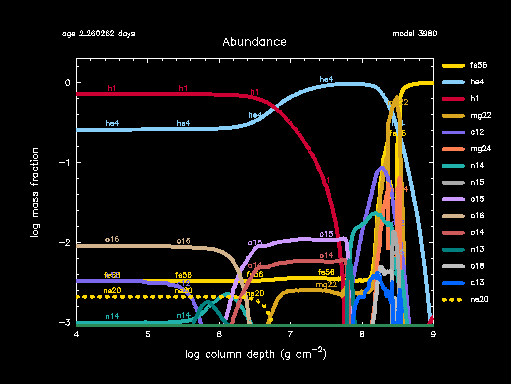 age 2.260262 days
model 3980
Abundance
log mass fraction
0
−1
−2
−3
4
5
6
7
8
9
log column depth (g cm−2)
h1
h1
h1
he4
he4
he4
he4
o16
o16
o15
o14
fe56
fe56
fe56
fe56
ne20
ne20
ne20
mg22
n14
n14
fe56
he4
h1
mg22
c12
mg24
n14
n15
o15
o16
o14
n13
o18
c13
ne20